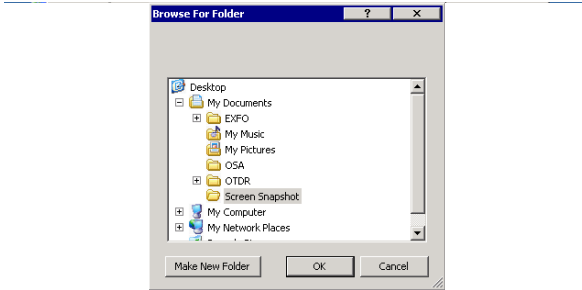 Browse For Folder ? X
Desktop
My Documents
EXFO
My Music
My Pictures
OSA
OTDR
Screen Snapshot
My Computer
My Network Places
Make New Folder OK Cancel